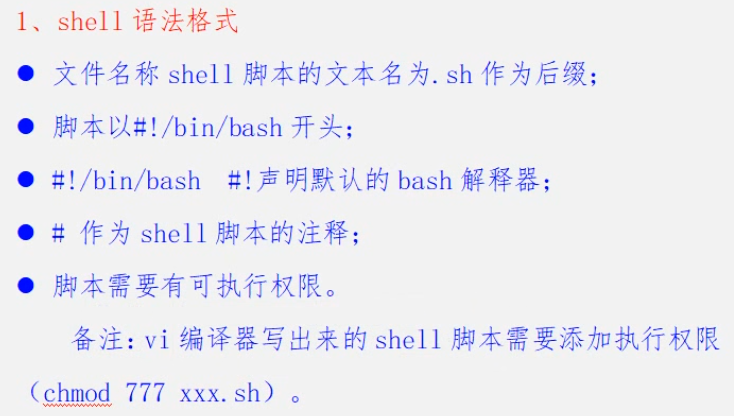 1、shell 语法格式
● 文件名称 shell 脚本的文本名为.sh 作为后缀；
● 脚本以#!/bin/bash 开头；
● #!/bin/bash  #!声明默认的 bash 解释器；
● # 作为 shell 脚本的注释；
● 脚本需要有可执行权限。
备注：vi 编译器写出来的 shell 脚本需要添加执行权限
（chmod 777 xxx.sh）。